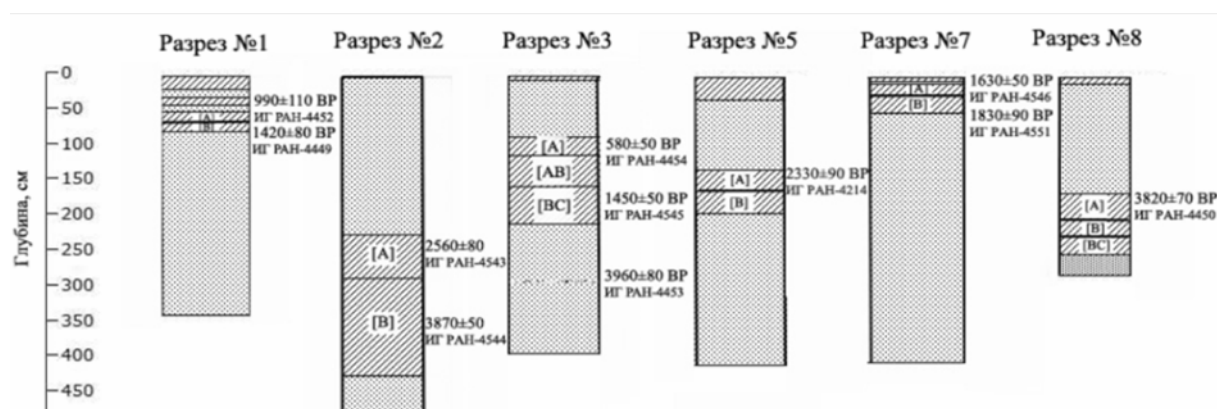 Разрез №1 Разрез №2 Разрез №3 Разрез №5 Разрез №7 Разрез №8
Глубина, см
0
50
100
150
200
250
300
350
400
450
[A]
[B]
990±110 BP
ИГ РАН-4452
1420±80 BP
ИГ РАН-4449
[A]
[B]
2560±80
ИГ РАН-4543
3870±50
ИГ РАН-4544
[A]
[AB]
[BC]
580±50 BP
ИГ РАН-4454
1450±50 BP
ИГ РАН-4545
3960±80 BP
ИГ РАН-4453
[A]
[B]
2330±90 BP
ИГ РАН-4214
[A]
[B]
1630±50 BP
ИГ РАН-4546
1830±90 BP
ИГ РАН-4551
[A]
[B]
[BC]
3820±70 BP
ИГ РАН-4450